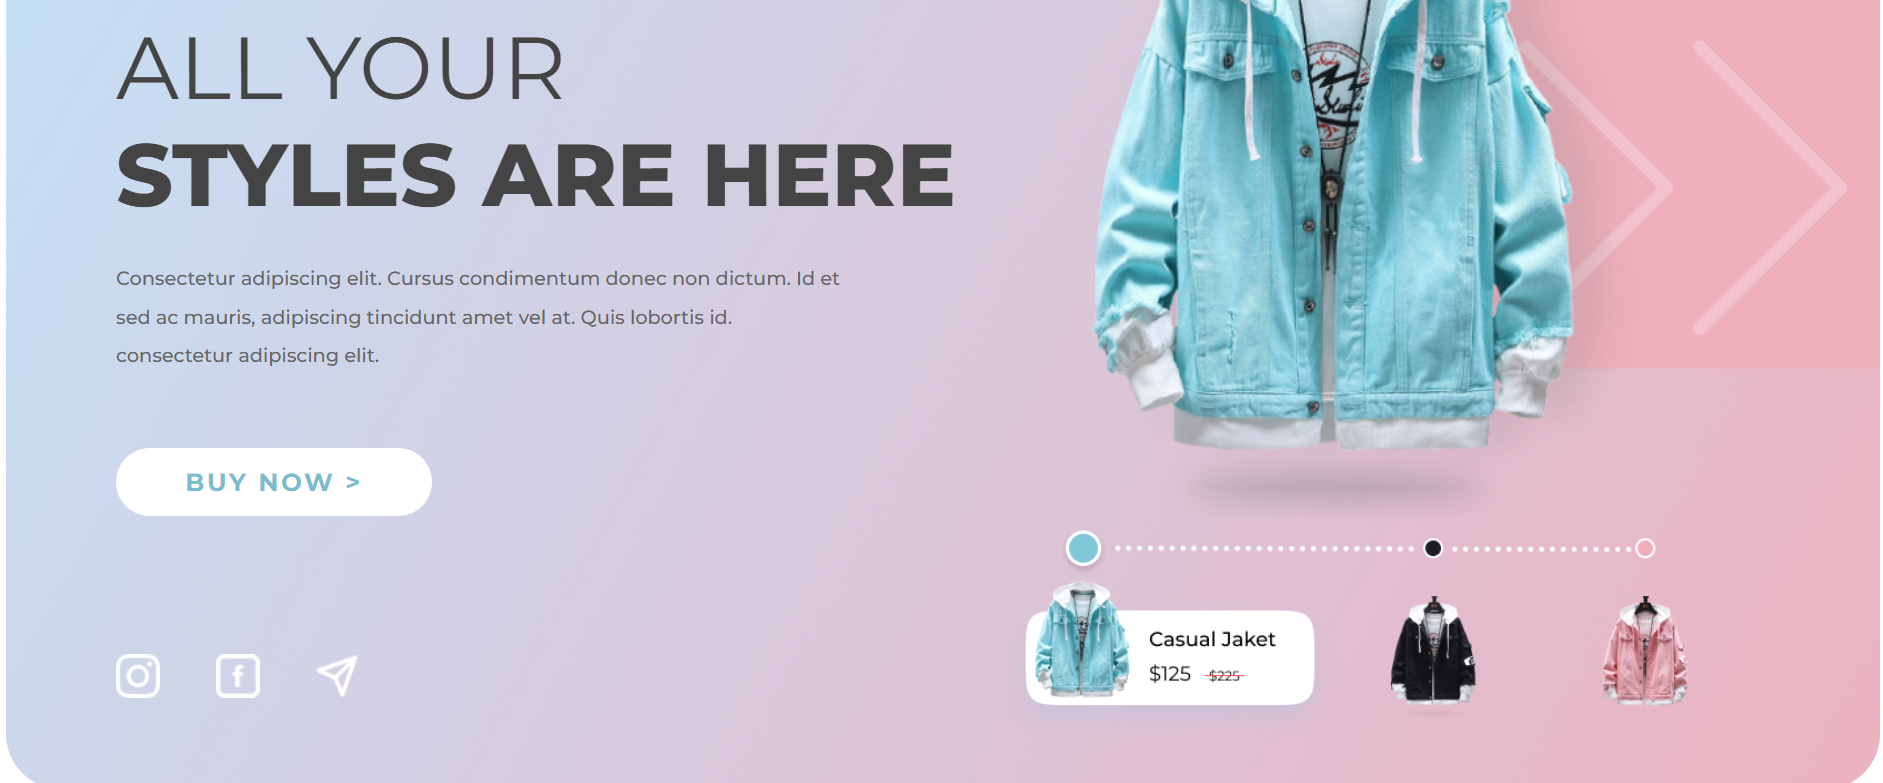 ALL YOUR
STYLES ARE HERE
Consectetur adipiscing elit. Cursus condimentum donec non dictum. Id et
sed ac mauris, adipiscing tincidunt amet vel at. Quis lobortis id.
consectetur adipiscing elit.
BUY NOW >
Casual Jaket
$125 $225